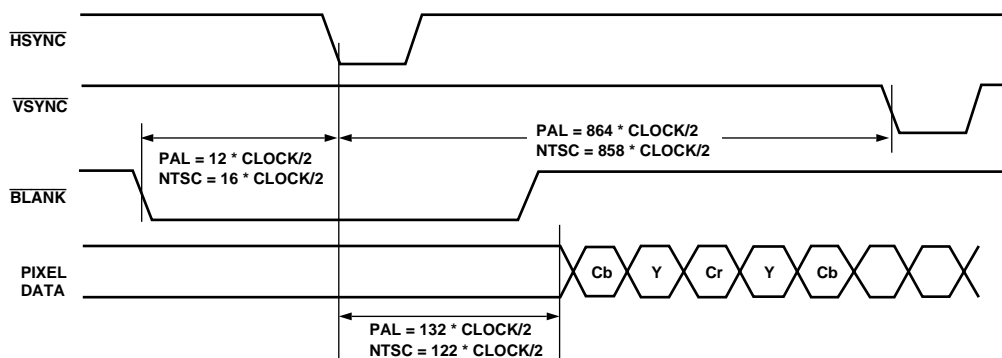 HSYNC
VSYNC
PAL = 864 * CLOCK/2
NTSC = 858 * CLOCK/2
PAL = 12 * CLOCK/2
NTSC = 16 * CLOCK/2
BLANK
PIXEL
DATA
Cb Y Cr Y Cb
PAL = 132 * CLOCK/2
NTSC = 122 * CLOCK/2